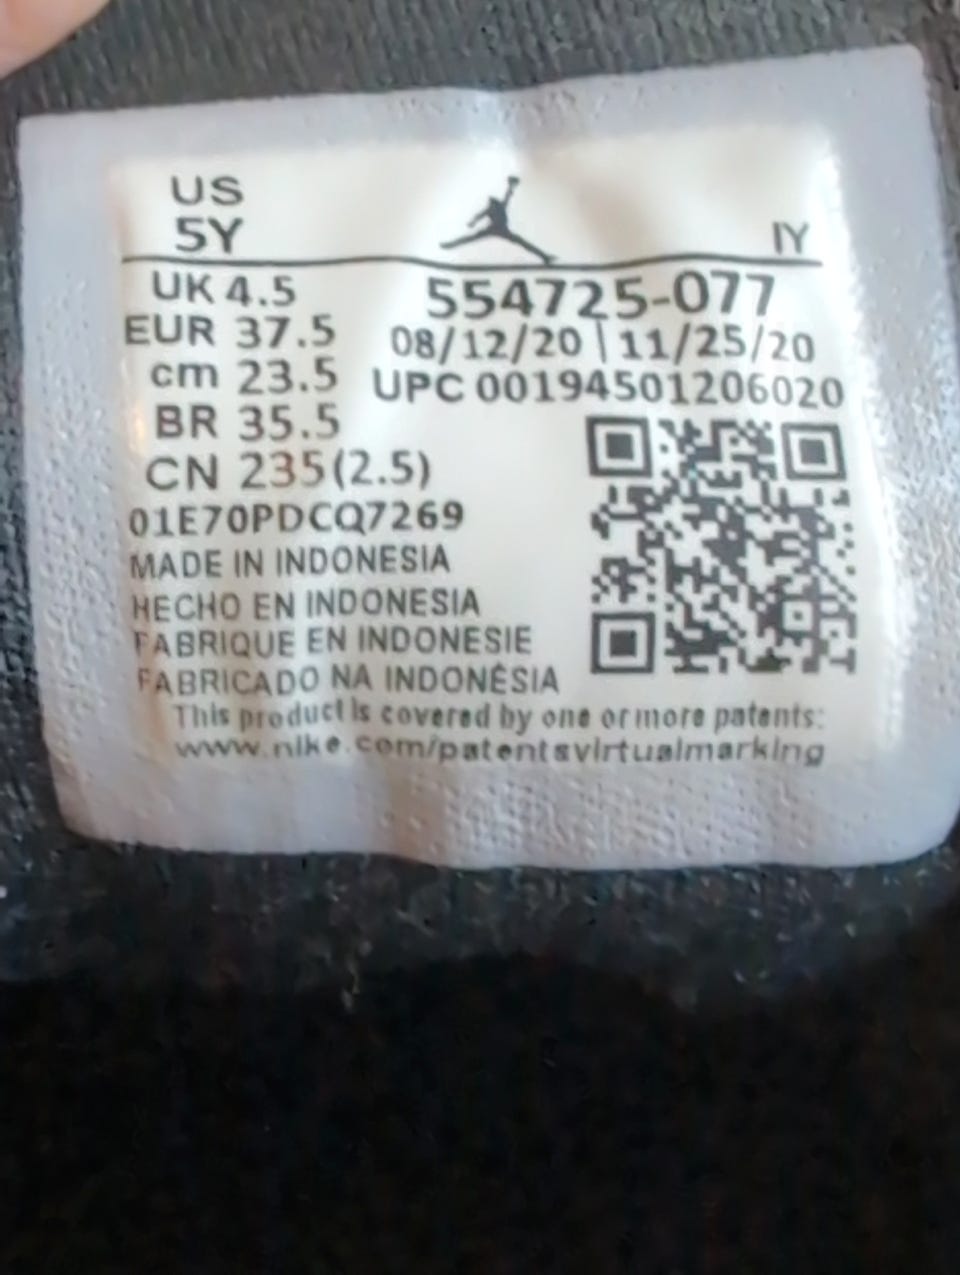 US
5Y
IY
UK 4.5
554725-077
EUR 37.5
08/12/20 \ 11/25/20
cm 23.5
UPC 00194501206020
BR 35.5
CN 235(2.5)
01E70PDCQ7269
MADE IN INDONESIA
HECHO EN INDONESIA
FABRIQUE EN INDONESIE
FABRICADO NA INDONÉSIA
This product is covered by one or more patents:
www.nike.com/patentsvirtualmarking